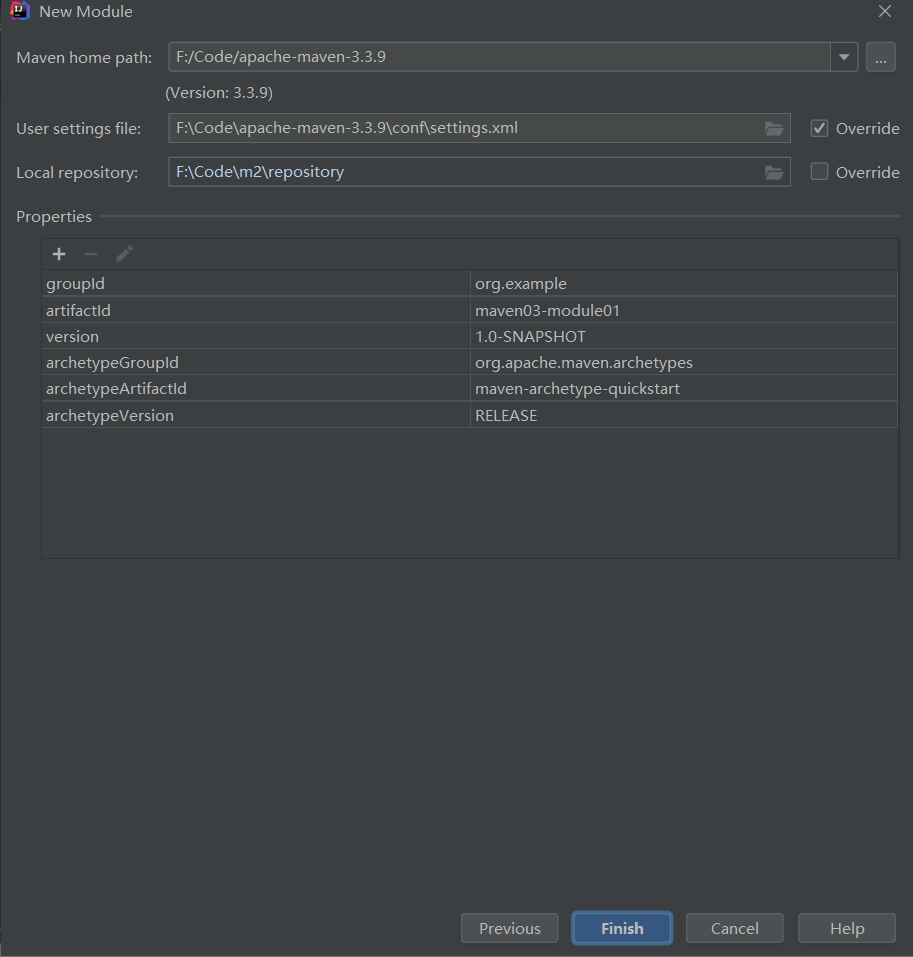 New Module
Maven home path: F:/Code/apache-maven-3.3.9 ...
(Version: 3.3.9)
User settings file: F:\Code\apache-maven-3.3.9\conf\settings.xml Override
Local repository: F:\Code\m2\repository Override
Properties
groupId org.example
artifactId maven03-module01
version 1.0-SNAPSHOT
archetypeGroupId org.apache.maven.archetypes
archetypeArtifactId maven-archetype-quickstart
archetypeVersion RELEASE
Previous Finish Cancel Help